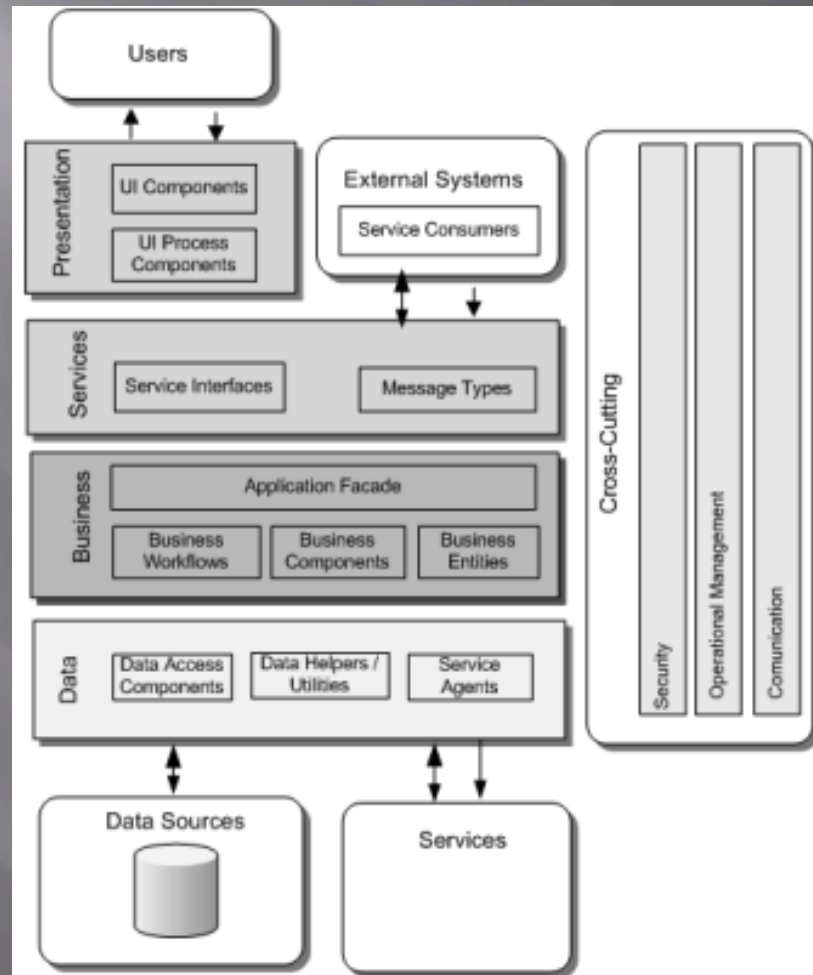 Users
Presentation
UI Components
UI Process
Components
External Systems
Service Consumers
Services
Service Interfaces
Message Types
Business
Application Facade
Business
Workflows
Business
Components
Business
Entities
Data
Data Access
Components
Data Helpers /
Utilities
Service
Agents
Data Sources
Services
Cross-Cutting
Security
Operational Management
Comunication